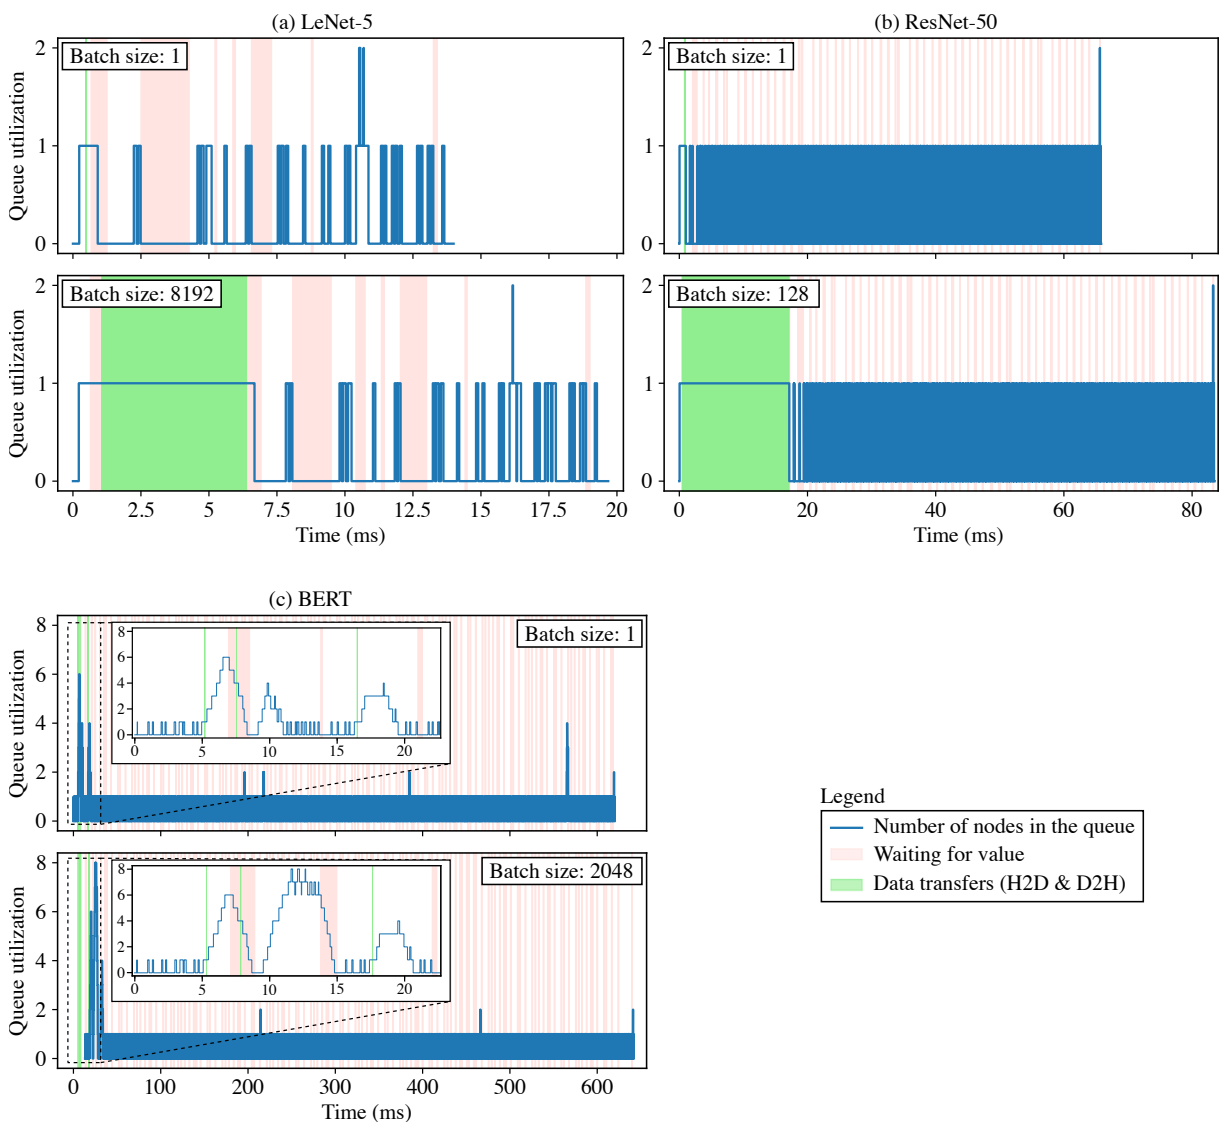 (a) LeNet-5
Batch size: 1
Queue utilization
2
1
0
Batch size: 8192
Queue utilization
2
1
0
0 2.5 5 7.5 10 12.5 15 17.5 20
Time (ms)
(b) ResNet-50
Batch size: 1
2
1
0
Batch size: 128
2
1
0
0 20 40 60 80
Time (ms)
(c) BERT
Batch size: 1
Queue utilization
8
6
4
2
0
8
6
4
2
0
0 5 10 15 20
Batch size: 2048
Queue utilization
8
6
4
2
0
8
6
4
2
0
0 5 10 15 20
0 100 200 300 400 500 600
Time (ms)
Legend
Number of nodes in the queue
Waiting for value
Data transfers (H2D & D2H)